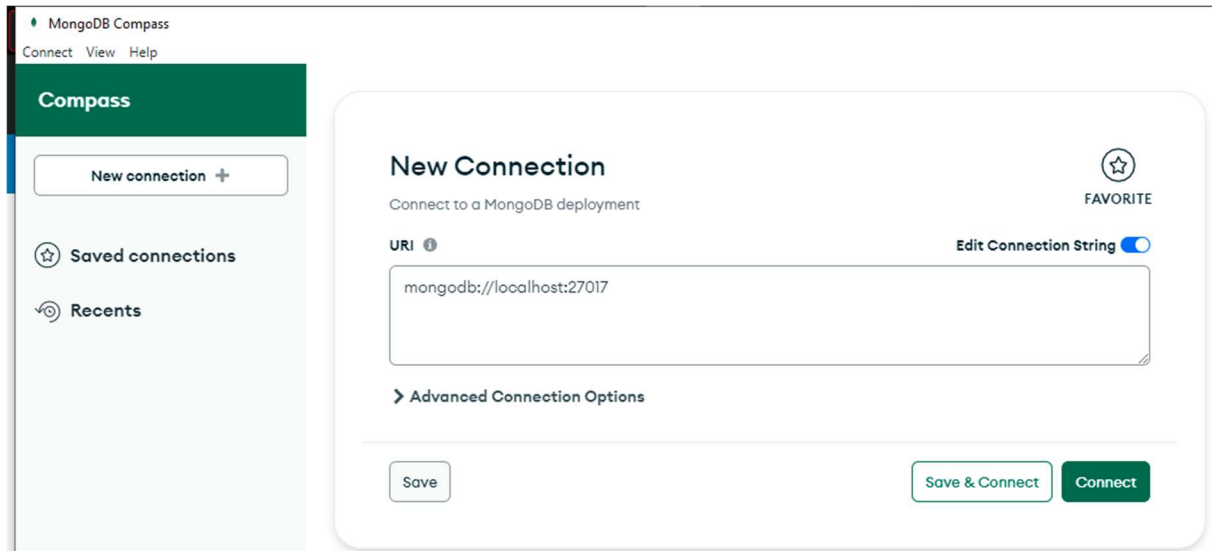 MongoDB Compass
Connect View Help
Compass
New connection +
Saved connections
Recents
New Connection
Connect to a MongoDB deployment
FAVORITE
URI
Edit Connection String
mongodb://localhost:27017
Advanced Connection Options
Save
Save & Connect
Connect